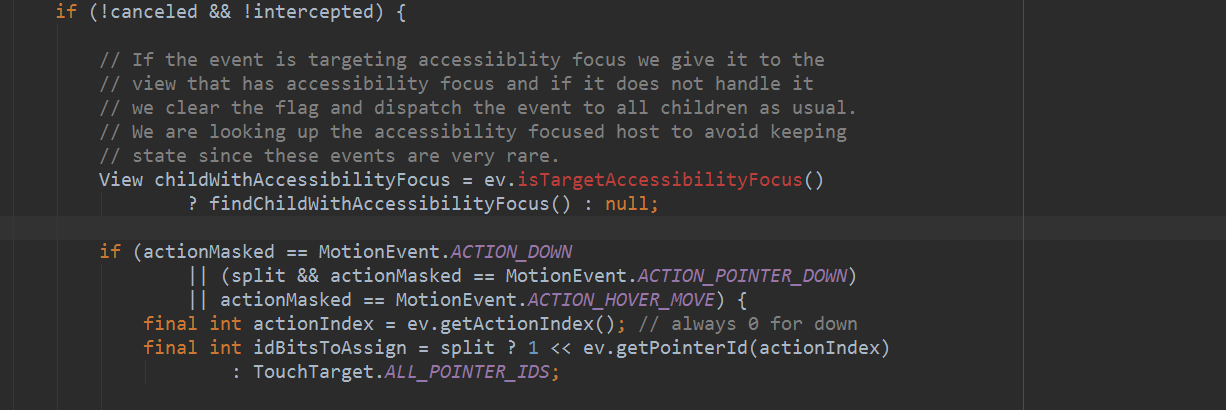 if (!canceled && !intercepted) {
// If the event is targeting accessiiblity focus we give it to the
// view that has accessibility focus and if it does not handle it
// we clear the flag and dispatch the event to all children as usual.
// We are looking up the accessibility focused host to avoid keeping
// state since these events are very rare.
View childWithAccessibilityFocus = ev.isTargetAccessibilityFocus()
? findChildWithAccessibilityFocus() : null;
if (actionMasked == MotionEvent.ACTION_DOWN
|| (split && actionMasked == MotionEvent.ACTION_POINTER_DOWN)
|| actionMasked == MotionEvent.ACTION_HOVER_MOVE) {
final int actionIndex = ev.getActionIndex(); // always 0 for down
final int idBitsToAssign = split ? 1 << ev.getPointerId(actionIndex)
: TouchTarget.ALL_POINTER_IDS;